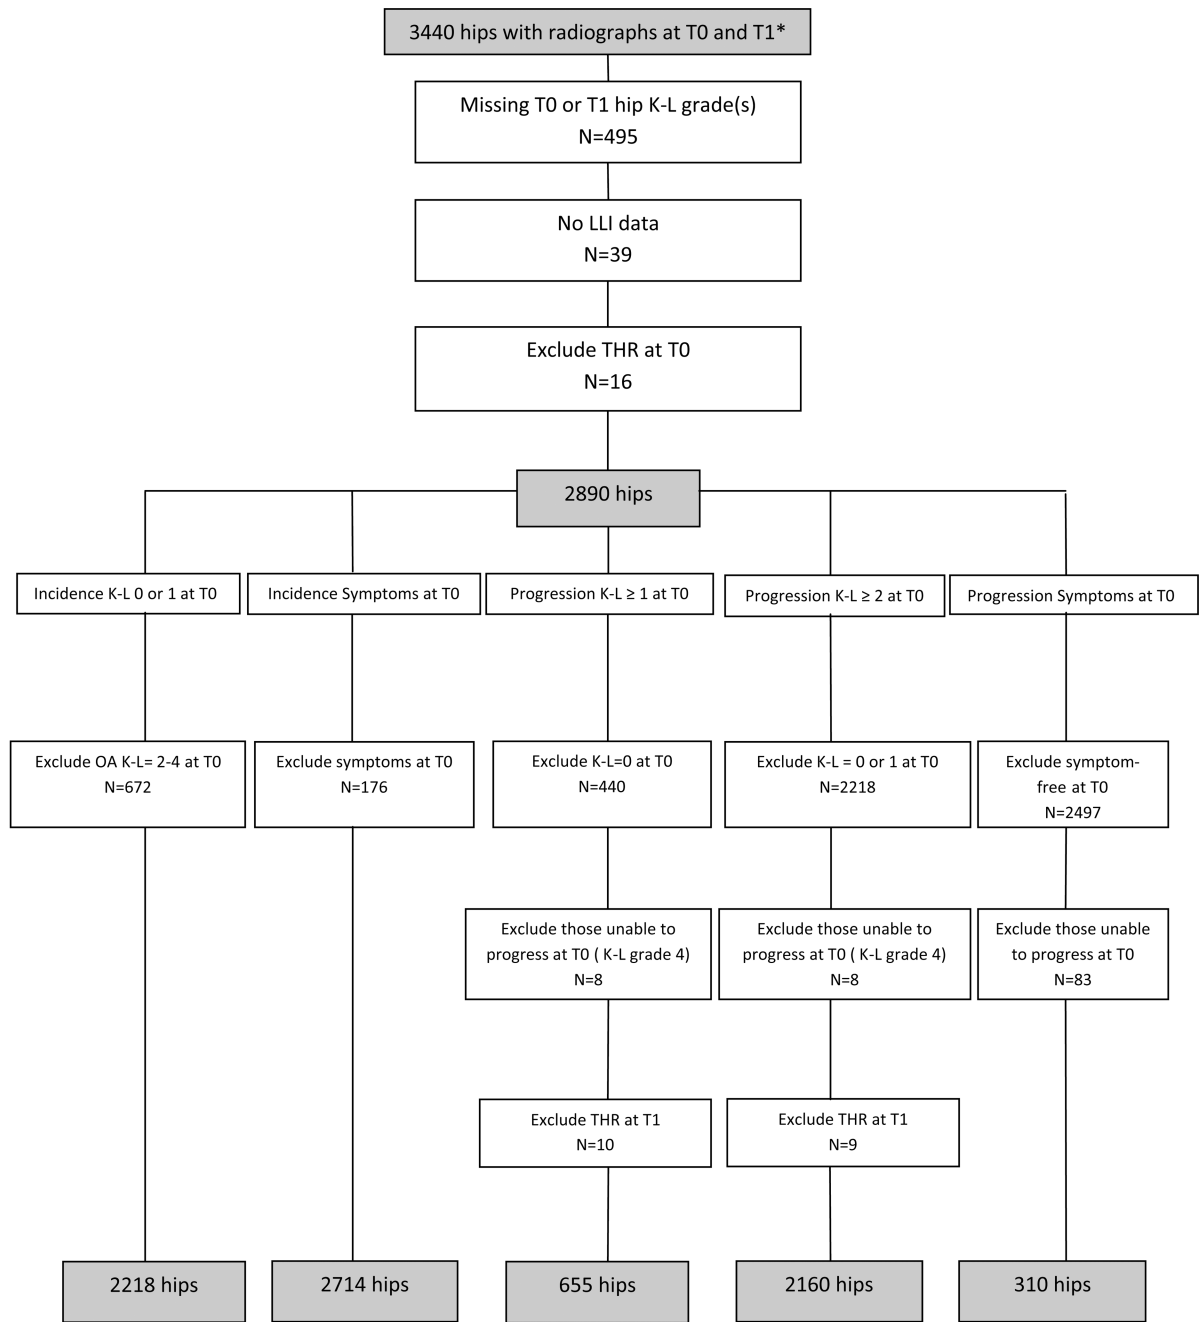 3440 hips with radiographs at T0 and T1*
Missing T0 or T1 hip K-L grade(s)
N=495
No LLI data
N=39
Exclude THR at T0
N=16
2890 hips
Incidence K-L 0 or 1 at T0
Incidence Symptoms at T0
Progression K-L ≥ 1 at T0
Progression K-L ≥ 2 at T0
Progression Symptoms at T0
Exclude OA K-L= 2-4 at T0
N=672
Exclude symptoms at T0
N=176
Exclude K-L=0 at T0
N=440
Exclude K-L = 0 or 1 at T0
N=2218
Exclude symptom-
free at T0
N=2497
Exclude those unable to
progress at T0 ( K-L grade 4)
N=8
Exclude those unable to
progress at T0 ( K-L grade 4)
N=8
Exclude those unable
to progress at T0
N=83
Exclude THR at T1
N=10
Exclude THR at T1
N=9
2218 hips
2714 hips
655 hips
2160 hips
310 hips